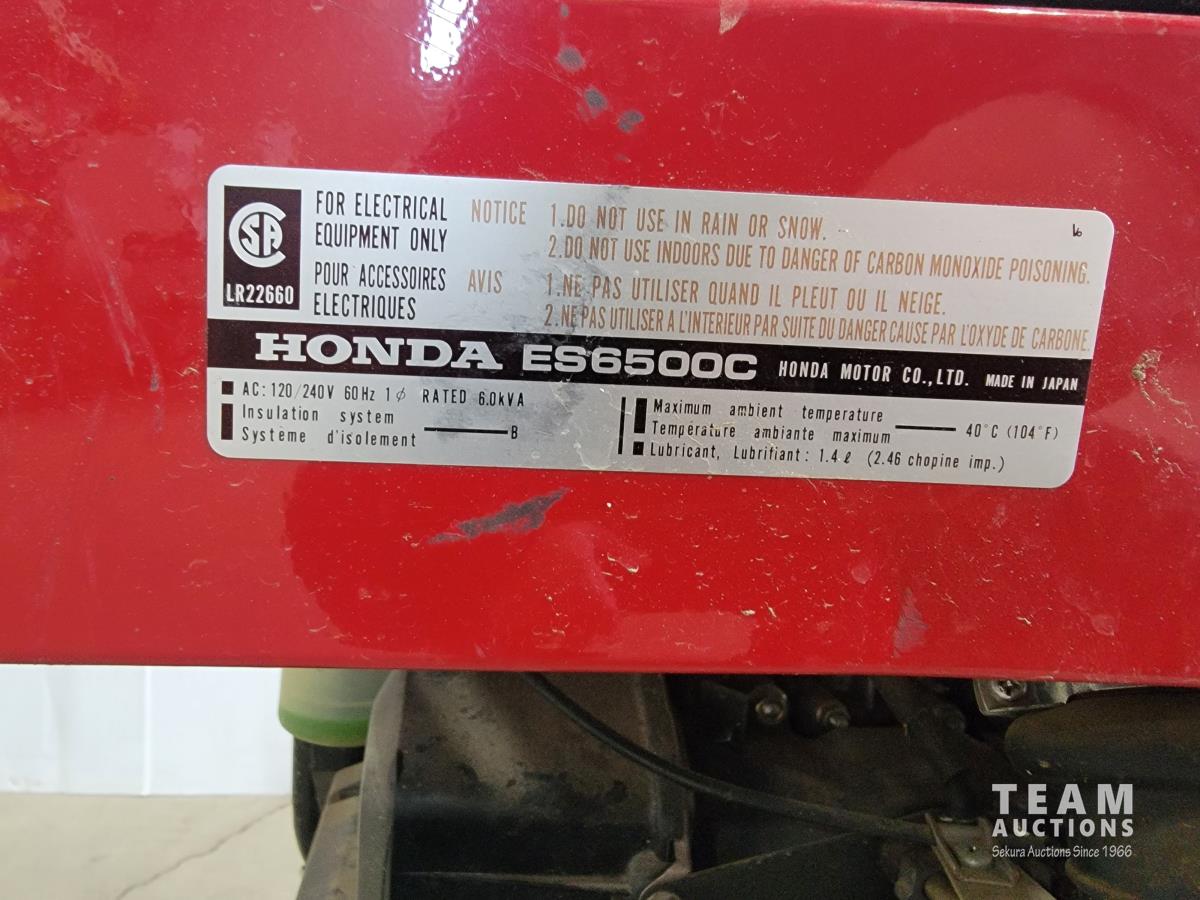 CSA
LR22660
FOR ELECTRICAL
EQUIPMENT ONLY
POUR ACCESSOIRES
ELECTRIQUES
NOTICE 1.DO NOT USE IN RAIN OR SNOW.
2.DO NOT USE INDOORS DUE TO DANGER OF CARBON MONOXIDE POISONING.
AVIS 1.NE PAS UTILISER QUAND IL PLEUT OU IL NEIGE.
2.NE PAS UTILISER A L'INTERIEUR PAR SUITE DU DANGER CAUSE PAR L'OXYDE DE CARBONE.
HONDA ES6500C HONDA MOTOR CO.,LTD. MADE IN JAPAN
AC: 120/240V 60Hz 1φ RATED 6.0kVA
Insulation system
Système d'isolement B
Maximum ambient temperature
Température ambiante maximum 40°C (104°F)
Lubricant, Lubrifiant: 1.4ℓ (2.46 chopine imp.)
TEAM
AUCTIONS
Sekura Auctions Since 1966